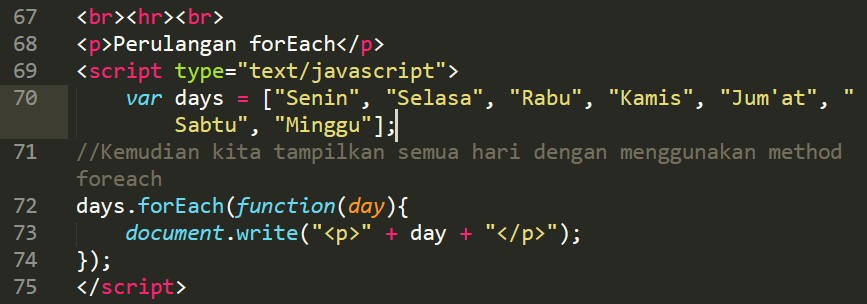 67 <br><hr><br>
68 <p>Perulangan forEach</p>
69 <script type="text/javascript">
70 var days = ["Senin", "Selasa", "Rabu", "Kamis", "Jum'at", "
Sabtu", "Minggu"];
71 //Kemudian kita tampilkan semua hari dengan menggunakan method
foreach
72 days.forEach(function(day){
73 document.write("<p>" + day + "</p>");
74 });
75 </script>